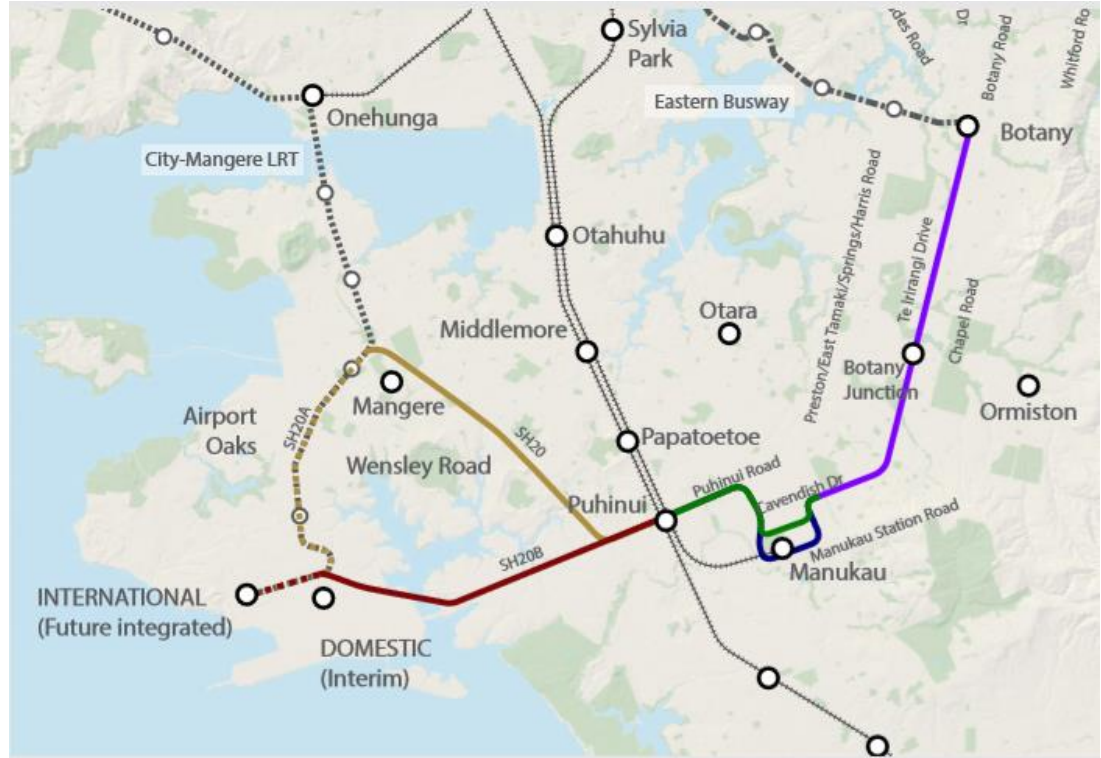 Sylvia
Park
des Road
Botany Road
Whitford Ro
Onehunga
Eastern Busway
Botany
City-Mangere LRT
Preston/East Tamaki/Springs/Harris Road
Te Irirangi Drive
Otahuhu
Otara
Chapel Road
Middlemore
Botany
Junction
Ormiston
Mangere
Airport
Oaks
SH20A
SH20
Wensley Road
Papatoetoe
Puhinui Road
Cavendish Dr
Puhinui
Manukau Station Road
Manukau
SH20B
INTERNATIONAL
(Future integrated)
DOMESTIC
(Interim)